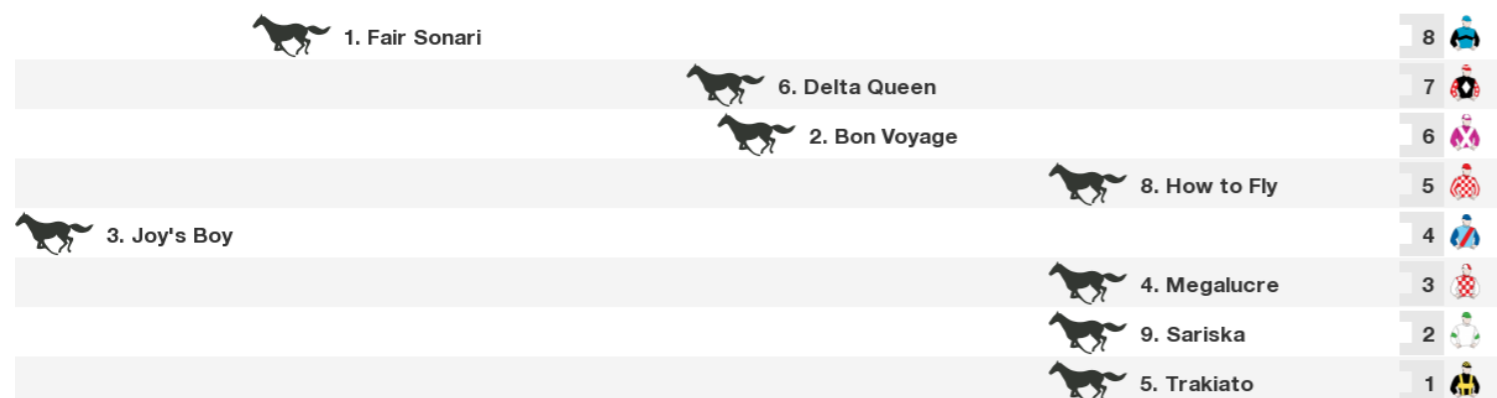 1. Fair Sonari 8
6. Delta Queen 7
2. Bon Voyage 6
8. How to Fly 5
3. Joy's Boy 4
4. Megalucre 3
9. Sariska 2
5. Trakiato 1